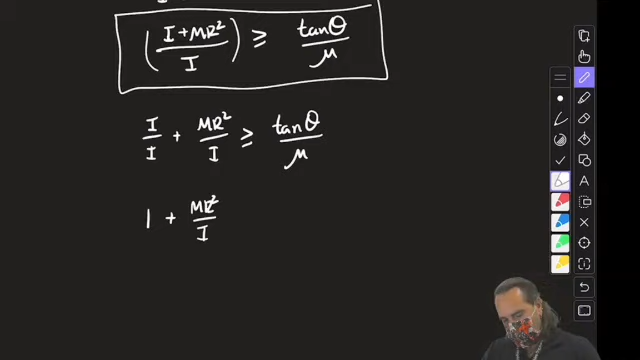 ( (I + MR²) / I ) ≥ tanθ / μ
I/I + MR²/I ≥ tanθ / μ
1 + MR²/I